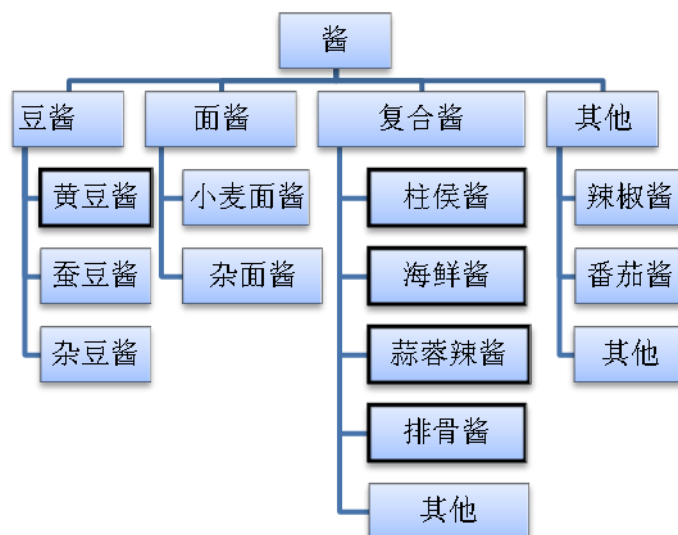 酱
豆酱
面酱
复合酱
其他
黄豆酱
小麦面酱
柱侯酱
辣椒酱
蚕豆酱
杂面酱
海鲜酱
番茄酱
杂豆酱
蒜蓉辣酱
其他
排骨酱
其他